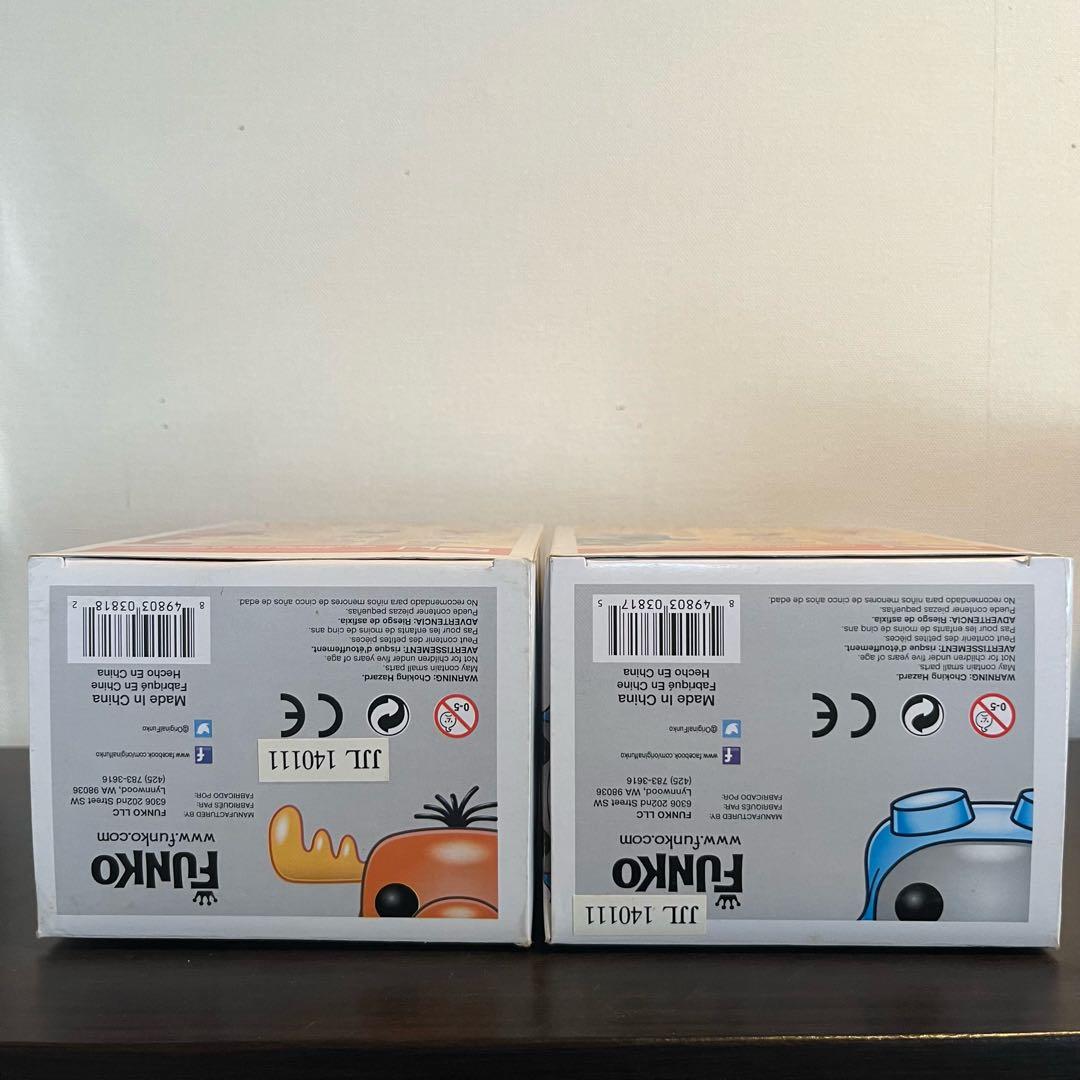 FUNKO
www.funko.com
MANUFACTURED BY:
FABRIQUÉS PAR:
FABRICADO POR:
FUNKO LLC
6306 202nd Street SW
Lynnwood, WA 98036
(425) 783-3616
JJL 140111
www.facebook.com/originalfunko
@OriginalFunko
0-5
CE
Made In China
Fabriqué En Chine
Hecho En China
WARNING: Choking Hazard.
May contain small parts.
Not for children under five years of age.
AVERTISSEMENT: risque d'étouffement.
Peut contenir des petites pièces.
Pas pour les enfants de moins de cinq ans.
ADVERTENCIA: Riesgo de asfixia.
Puede contener piezas pequeñas.
No recomendado para niños menores de cinco años de edad.
8 49803 03818 2
JJL 140111
FUNKO
www.funko.com
MANUFACTURED BY:
FABRIQUÉS PAR:
FABRICADO POR:
FUNKO LLC
6306 202nd Street SW
Lynnwood, WA 98036
(425) 783-3616
www.facebook.com/originalfunko
@OriginalFunko
0-5
CE
Made In China
Fabriqué En Chine
Hecho En China
WARNING: Choking Hazard.
May contain small parts.
Not for children under five years of age.
AVERTISSEMENT: risque d'étouffement.
Peut contenir des petites pièces.
Pas pour les enfants de moins de cinq ans.
ADVERTENCIA: Riesgo de asfixia.
Puede contener piezas pequeñas.
No recomendado para niños menores de cinco años de edad.
8 49803 03817 5